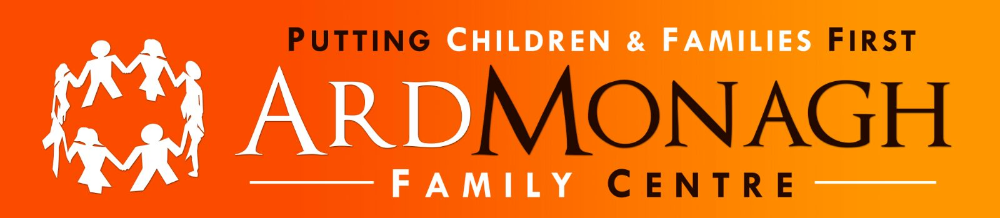 PUTTING CHILDREN & FAMILIES FIRST
ARDMONAGH
FAMILY CENTRE